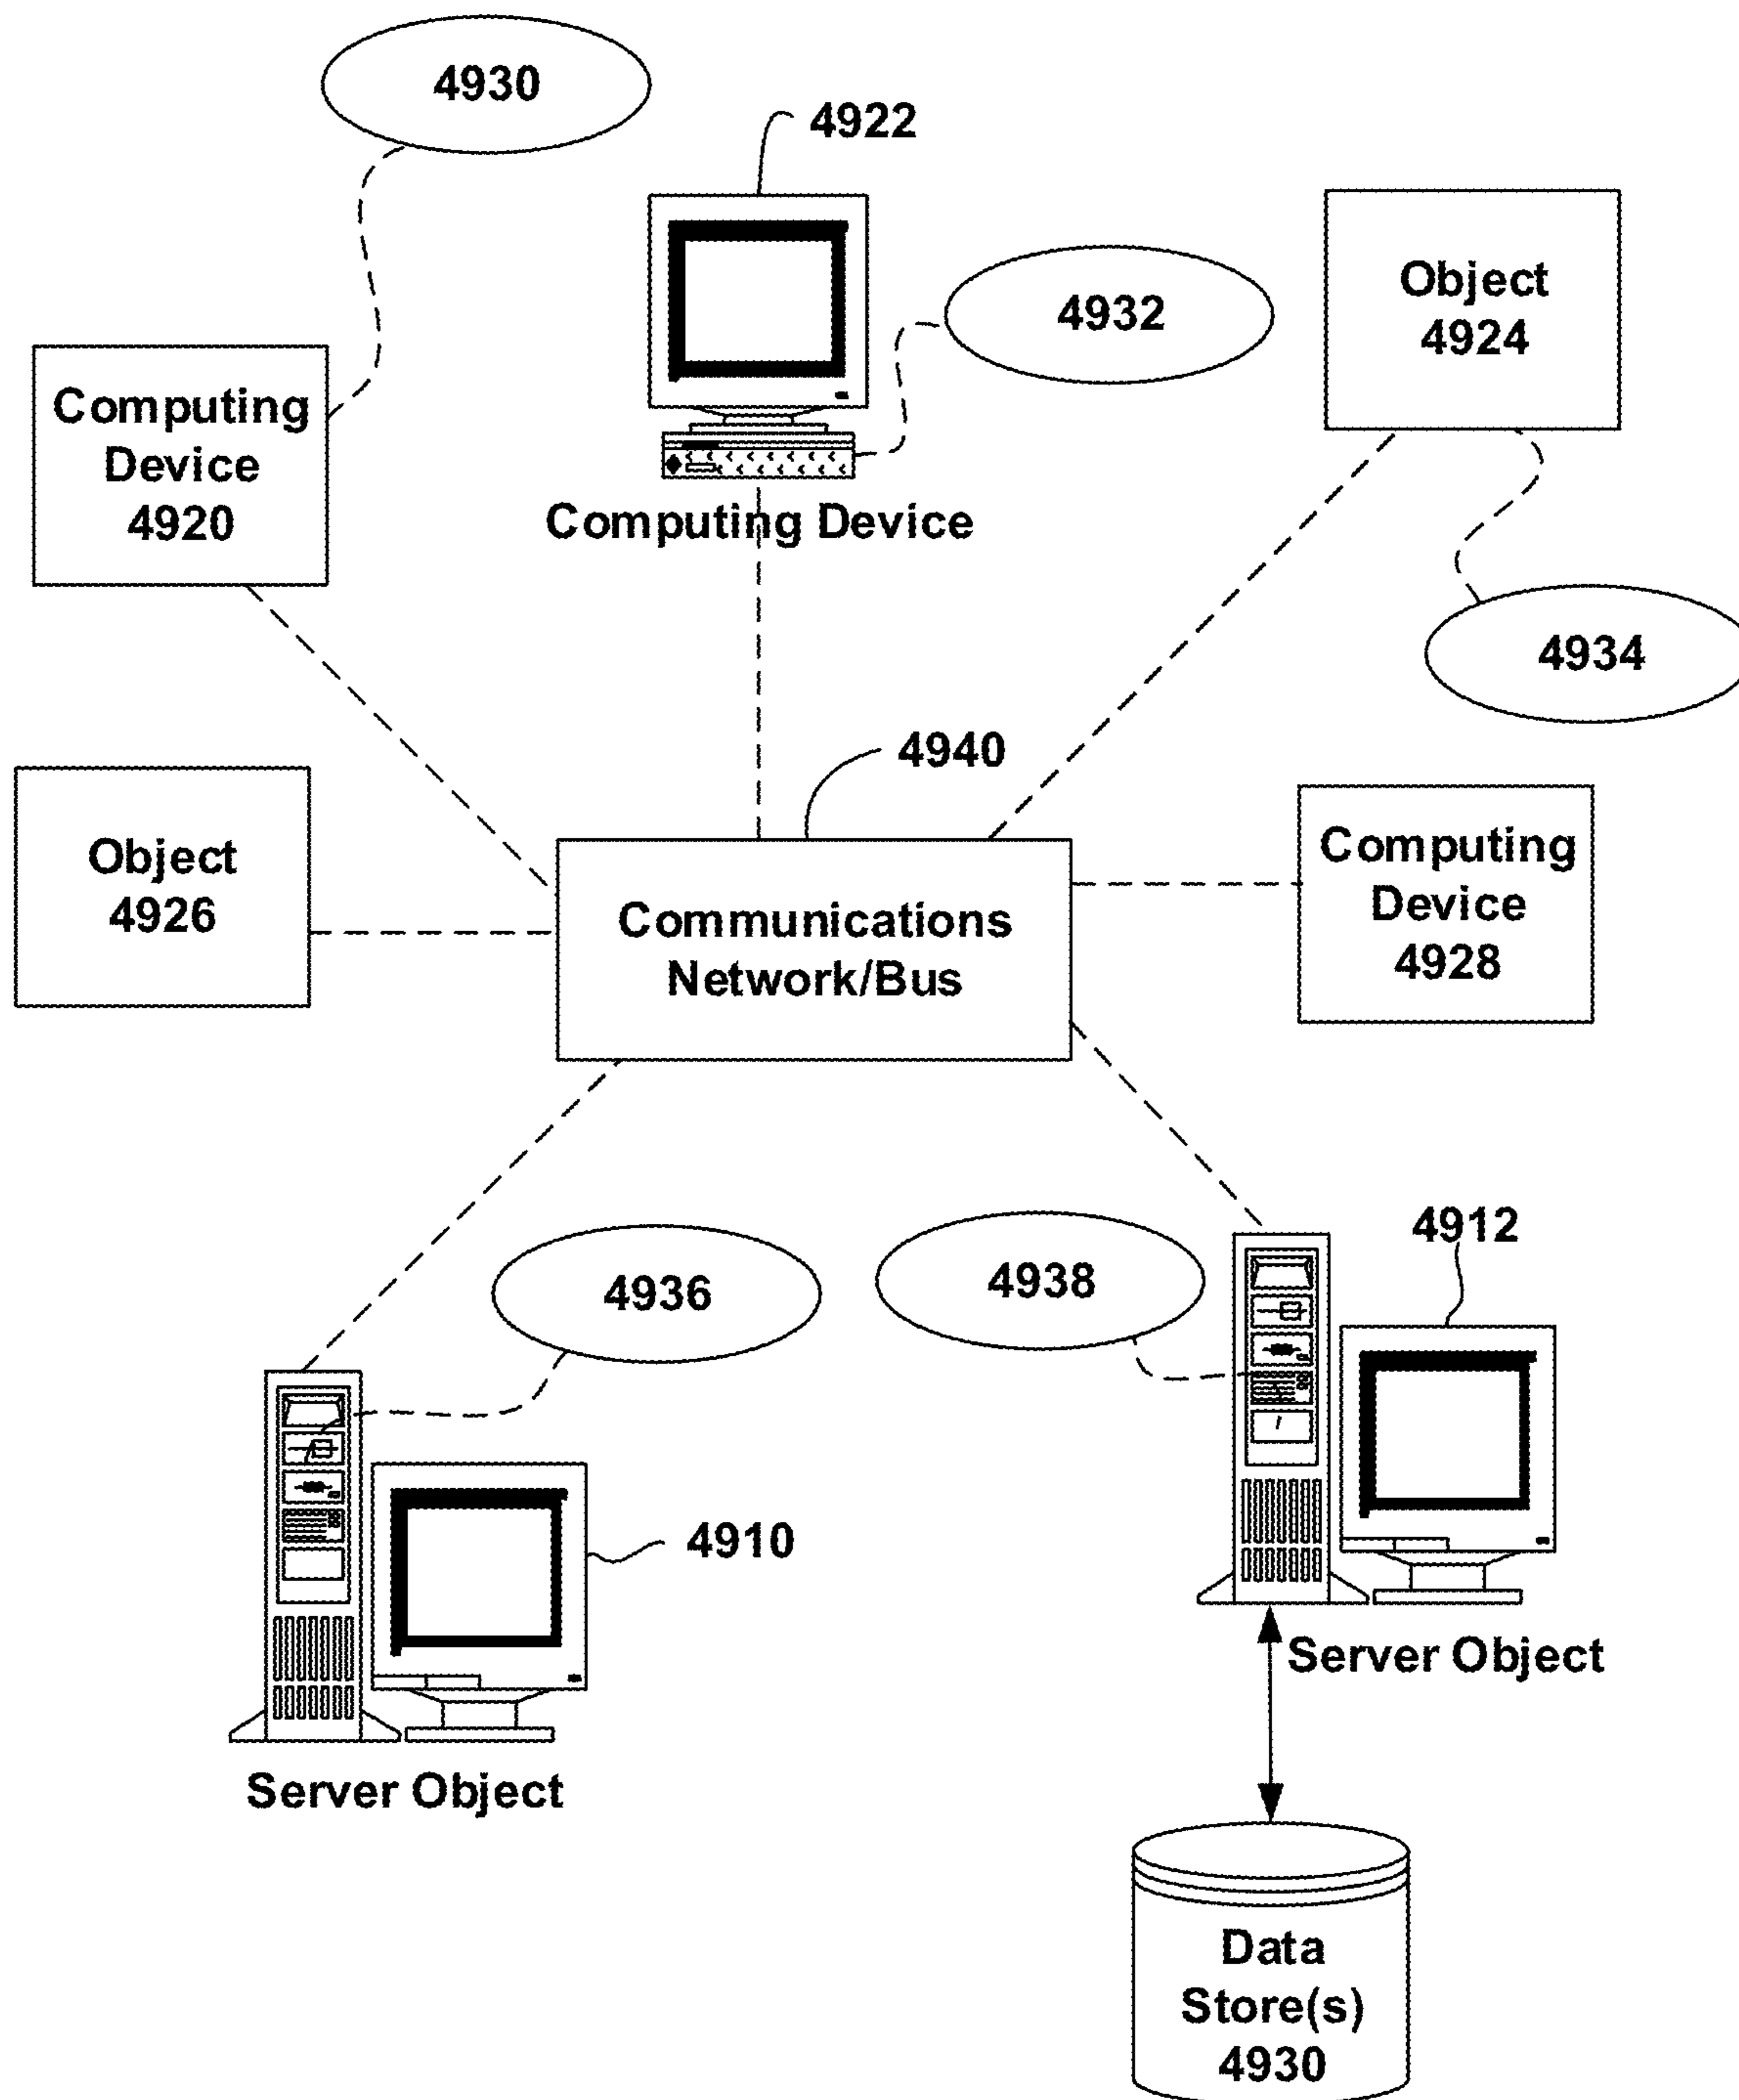 4930
4922
4932
Object
4924
Computing
Device
4920
Computing Device
4934
4940
Object
4926
Communications
Network/Bus
Computing
Device
4928
4936
4938
4912
4910
Server Object
Server Object
Data
Store(s)
4930